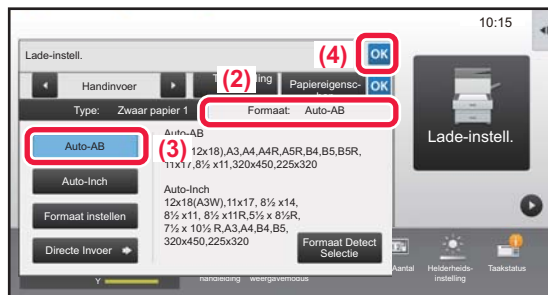 10:15
Lade-instell.
(4)
OK
Handinvoer
(2)
Papiereigensc-
OK
Type: Zwaar papier 1
Formaat: Auto-AB
Auto-AB
Auto-AB
(3)
12x18),A3,A4,A4R,A5R,B4,B5,B5R,
11x17,8½ x11,320x450,225x320
Auto-Inch
Auto-Inch
12x18(A3W),11x17, 8½ x14,
8½ x11, 8½ x11R,5½ x 8½R,
7½ x 10½ R,A3,A4,B4,B5,
320x450,225x320
Formaat instellen
Directe Invoer
Formaat Detect
Selectie
Lade-instell.
Y
handleiding
weergavemodus
Aantal
Helderheids-
instelling
Taakstatus